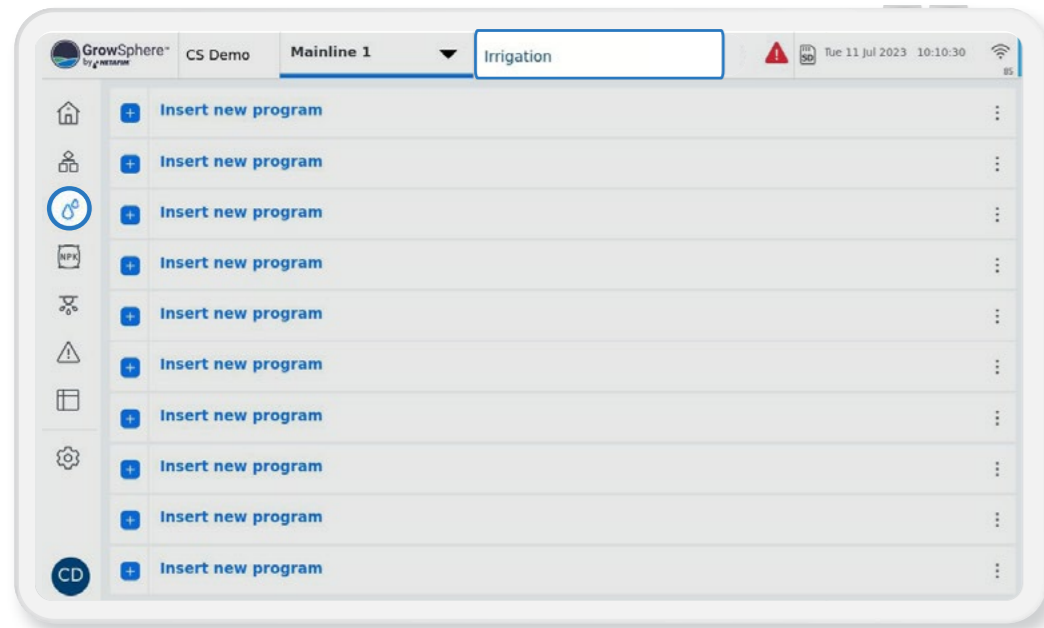 GrowSphere™
by NETAFIM
CS Demo
Mainline 1
Irrigation
SD
Tue 11 Jul 2023 10:10:30
85
Insert new program
Insert new program
Insert new program
NPK
Insert new program
Insert new program
Insert new program
Insert new program
Insert new program
Insert new program
CD
Insert new program